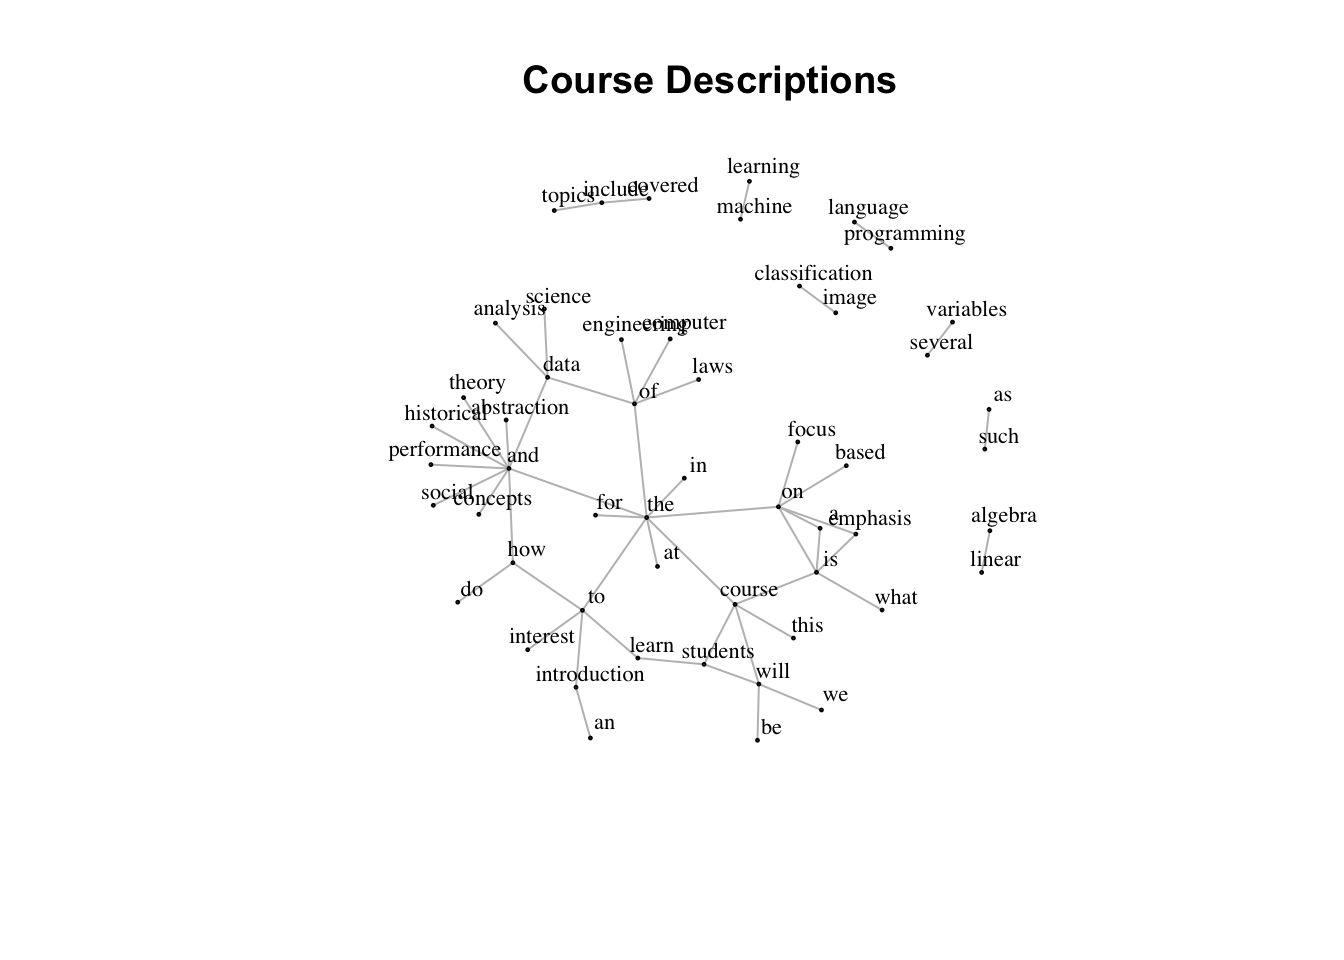 Course Descriptions
learning
covered
include
topics
machine
language
programming
classification
science
image
analysis
variables
engineering
computer
several
data
laws
theory
of
as
abstraction
historical
focus
such
performance
based
and
in
social
on
concepts
for
the
a
emphasis
algebra
how
at
is
linear
do
course
to
what
this
interest
learn
students
introduction
will
we
an
be